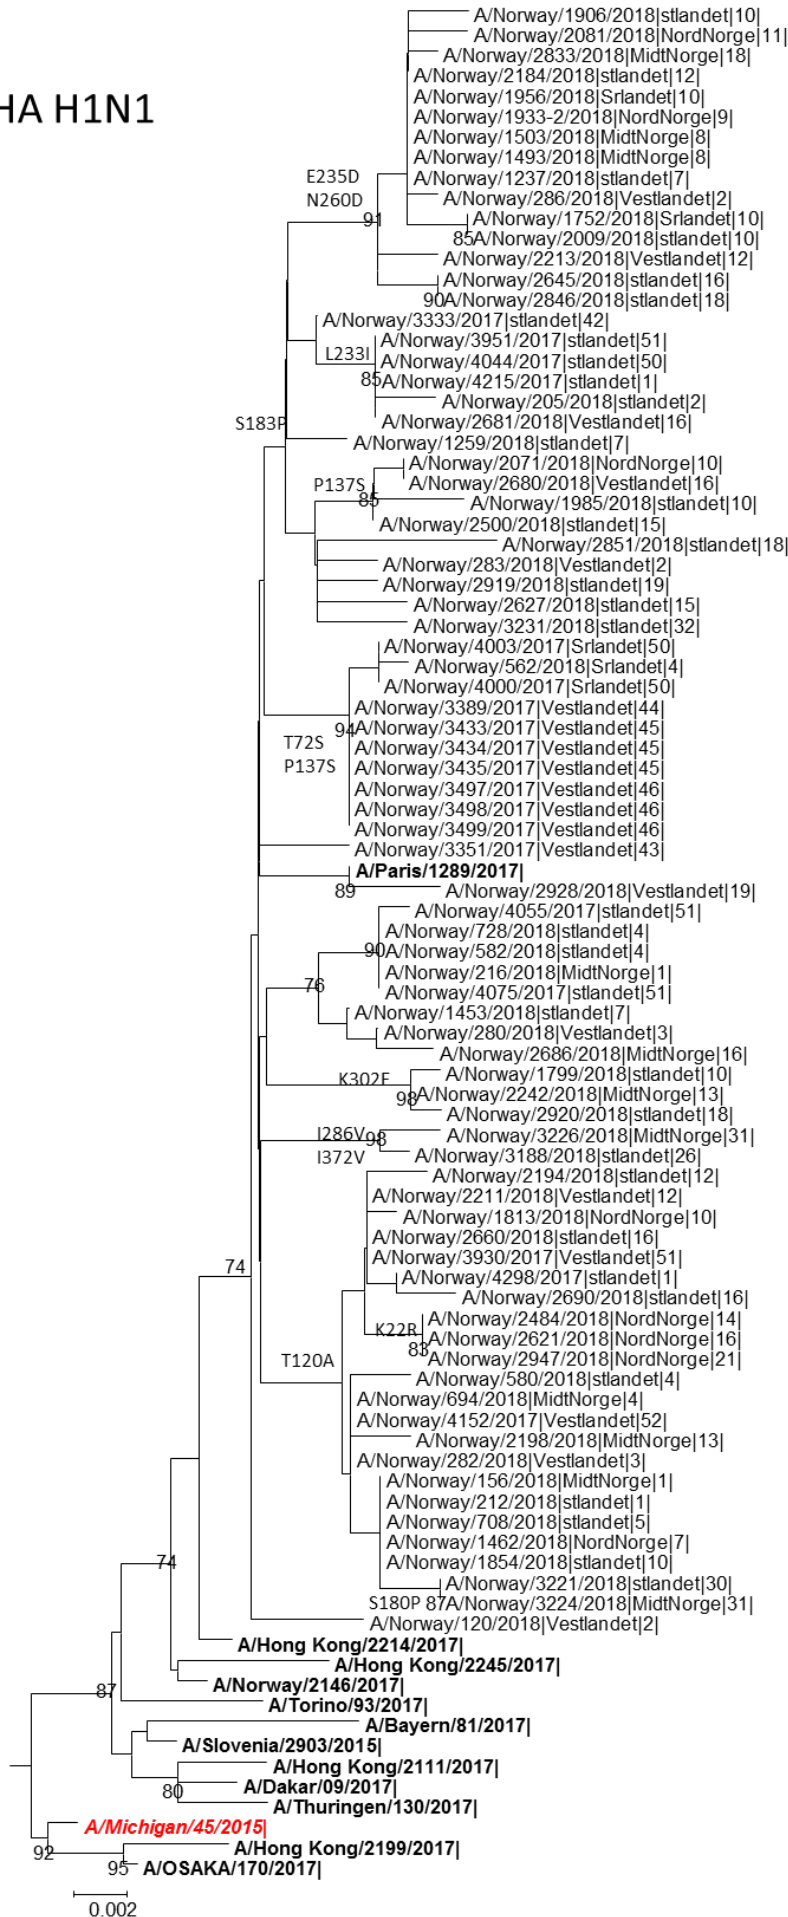 A/Norway/1906/2018|stlandet|10|
A/Norway/2081/2018|NordNorge|11|
A/Norway/2833/2018|MidtNorge|18|
A/Norway/2184/2018|stlandet|12|
HA H1N1
A/Norway/1956/2018|Srlandet|10|
A/Norway/1933-2/2018|NordNorge|9|
A/Norway/1503/2018|MidtNorge|8|
A/Norway/1493/2018|MidtNorge|8|
E235D
A/Norway/1237/2018|stlandet|7|
N260D
A/Norway/286/2018|Vestlandet|2|
91
A/Norway/1752/2018|Srlandet|10|
85
A/Norway/2009/2018|stlandet|10|
A/Norway/2213/2018|Vestlandet|12|
A/Norway/2645/2018|stlandet|16|
90
A/Norway/2846/2018|stlandet|18|
A/Norway/3333/2017|stlandet|42|
A/Norway/3951/2017|stlandet|51|
L233I
A/Norway/4044/2017|stlandet|50|
85
A/Norway/4215/2017|stlandet|1|
A/Norway/205/2018|stlandet|2|
S183P
A/Norway/2681/2018|Vestlandet|16|
A/Norway/1259/2018|stlandet|7|
A/Norway/2071/2018|NordNorge|10|
P137S
A/Norway/2680/2018|Vestlandet|16|
85
A/Norway/1985/2018|stlandet|10|
A/Norway/2500/2018|stlandet|15|
A/Norway/2851/2018|stlandet|18|
A/Norway/283/2018|Vestlandet|2|
A/Norway/2919/2018|stlandet|19|
A/Norway/2627/2018|stlandet|15|
A/Norway/3231/2018|stlandet|32|
A/Norway/4003/2017|Srlandet|50|
A/Norway/562/2018|Srlandet|4|
A/Norway/4000/2017|Srlandet|50|
A/Norway/3389/2017|Vestlandet|44|
94
A/Norway/3433/2017|Vestlandet|45|
T72S
A/Norway/3434/2017|Vestlandet|45|
P137S
A/Norway/3435/2017|Vestlandet|45|
A/Norway/3497/2017|Vestlandet|46|
A/Norway/3498/2017|Vestlandet|46|
A/Norway/3499/2017|Vestlandet|46|
A/Norway/3351/2017|Vestlandet|43|
A/Paris/1289/2017|
89
A/Norway/2928/2018|Vestlandet|19|
A/Norway/4055/2017|stlandet|51|
A/Norway/728/2018|stlandet|4|
90
A/Norway/582/2018|stlandet|4|
A/Norway/216/2018|MidtNorge|1|
76
A/Norway/4075/2017|stlandet|51|
A/Norway/1453/2018|stlandet|7|
A/Norway/280/2018|Vestlandet|3|
A/Norway/2686/2018|MidtNorge|16|
K302E
A/Norway/1799/2018|stlandet|10|
98
A/Norway/2242/2018|MidtNorge|13|
A/Norway/2920/2018|stlandet|18|
I286V
98
A/Norway/3226/2018|MidtNorge|31|
I372V
A/Norway/3188/2018|stlandet|26|
A/Norway/2194/2018|stlandet|12|
A/Norway/2211/2018|Vestlandet|12|
A/Norway/1813/2018|NordNorge|10|
A/Norway/2660/2018|stlandet|16|
A/Norway/3930/2017|Vestlandet|51|
74
A/Norway/4298/2017|stlandet|1|
A/Norway/2690/2018|stlandet|16|
A/Norway/2484/2018|NordNorge|14|
K22R
A/Norway/2621/2018|NordNorge|16|
83
T120A
A/Norway/2947/2018|NordNorge|21|
A/Norway/580/2018|stlandet|4|
A/Norway/694/2018|MidtNorge|4|
A/Norway/4152/2017|Vestlandet|52|
A/Norway/2198/2018|MidtNorge|13|
A/Norway/282/2018|Vestlandet|3|
A/Norway/156/2018|MidtNorge|1|
A/Norway/212/2018|stlandet|1|
A/Norway/708/2018|stlandet|5|
A/Norway/1462/2018|NordNorge|7|
74
A/Norway/1854/2018|stlandet|10|
A/Norway/3221/2018|stlandet|30|
S180P
87
A/Norway/3224/2018|MidtNorge|31|
A/Norway/120/2018|Vestlandet|2|
A/Hong Kong/2214/2017|
A/Hong Kong/2245/2017|
A/Norway/2146/2017|
87
A/Torino/93/2017|
A/Bayern/81/2017|
A/Slovenia/2903/2015|
A/Hong Kong/2111/2017|
80
A/Dakar/09/2017|
A/Thuringen/130/2017|
A/Michigan/45/2015|
92
A/Hong Kong/2199/2017|
95
A/OSAKA/170/2017|
0.002